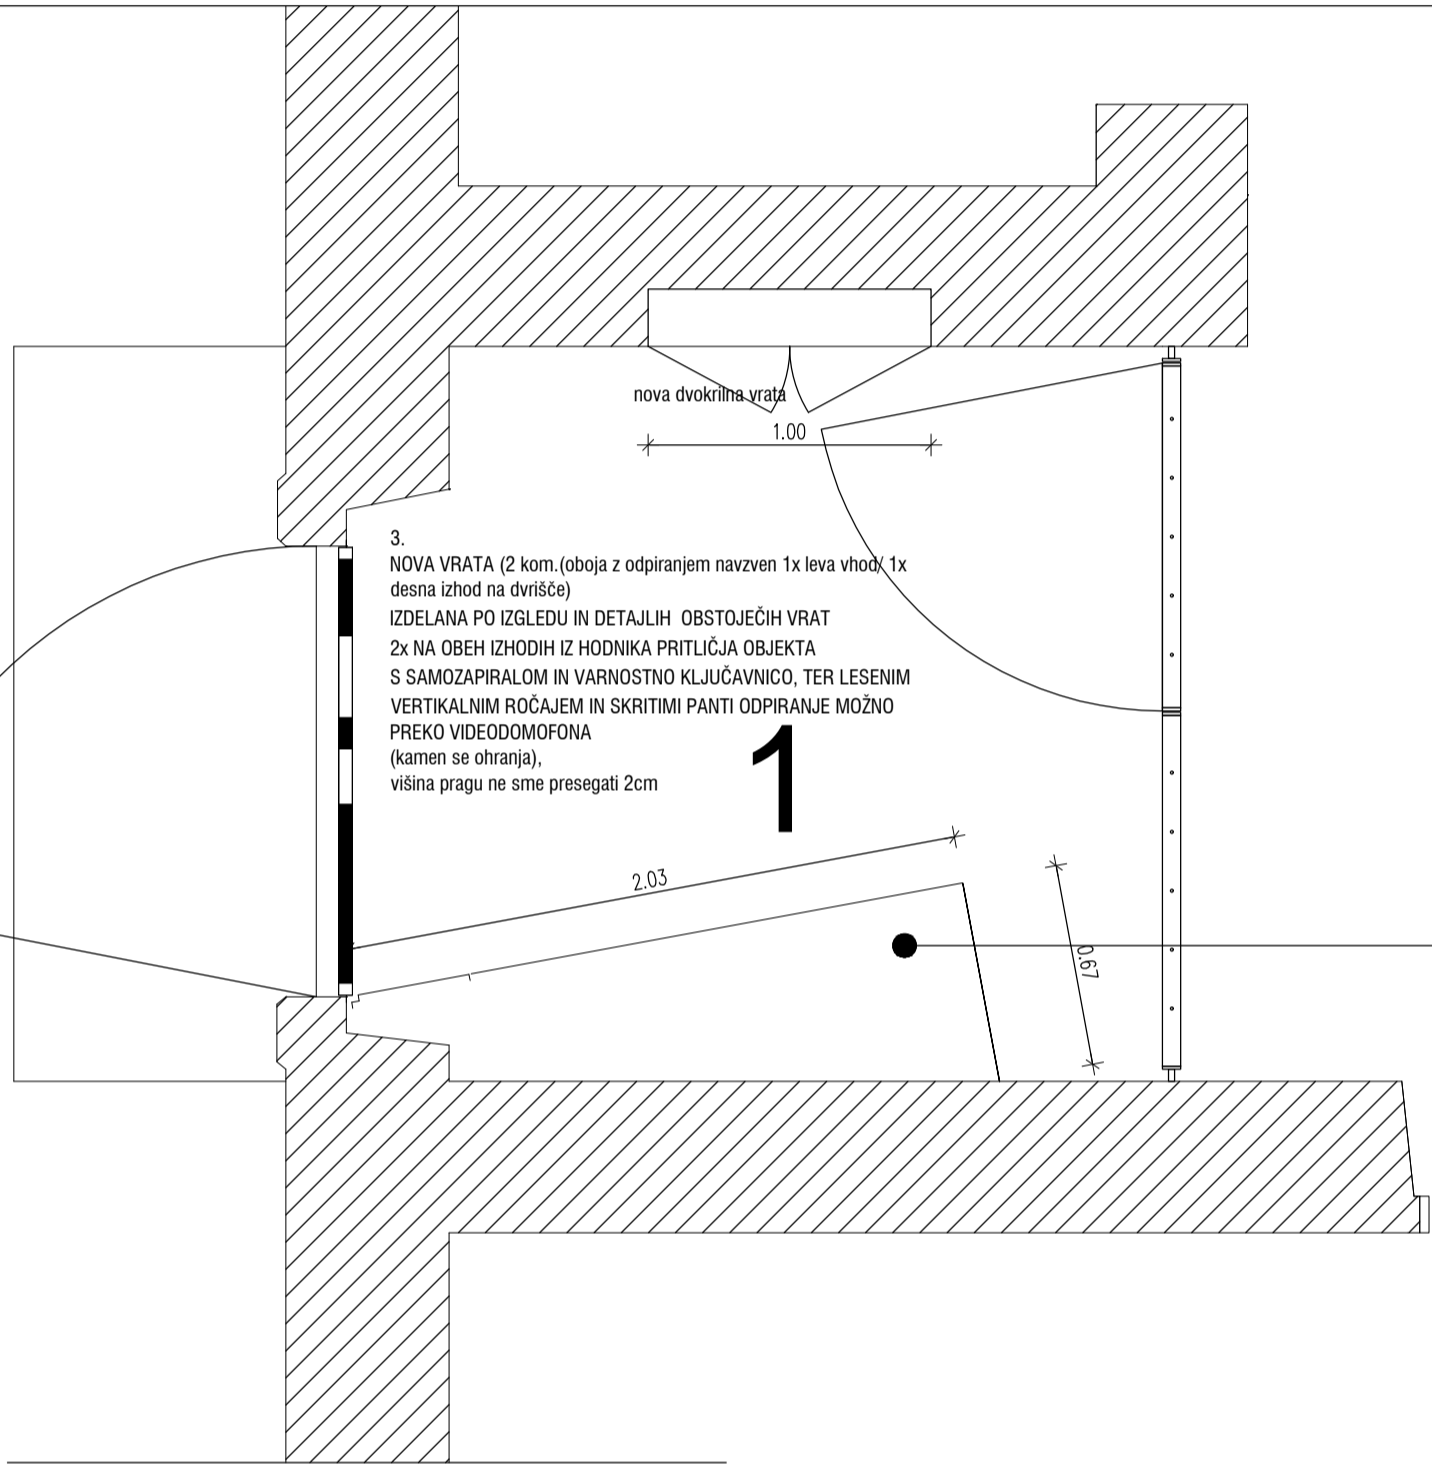 nova dvokrilna vrata
1.00
3.
NOVA VRATA (2 kom.(oboja z odpiranjem navzven 1x leva vhod/ 1x
desna izhod na dvrišče)
IZDELANA PO IZGLEDU IN DETAJLIH OBSTOJEČIH VRAT
2x NA OBEH IZHODIH IZ HODNIKA PRITLIČJA OBJEKTA
S SAMOZAPIRALOM IN VARNOSTNO KLJUČAVNICO, TER LESENIM
VERTIKALNIM ROČAJEM IN SKRITIMI PANTI ODPIRANJE MOŽNO
PREKO VIDEODOMOFONA
(kamen se ohranja),
višina pragu ne sme presegati 2cm
1
2.03
0.67